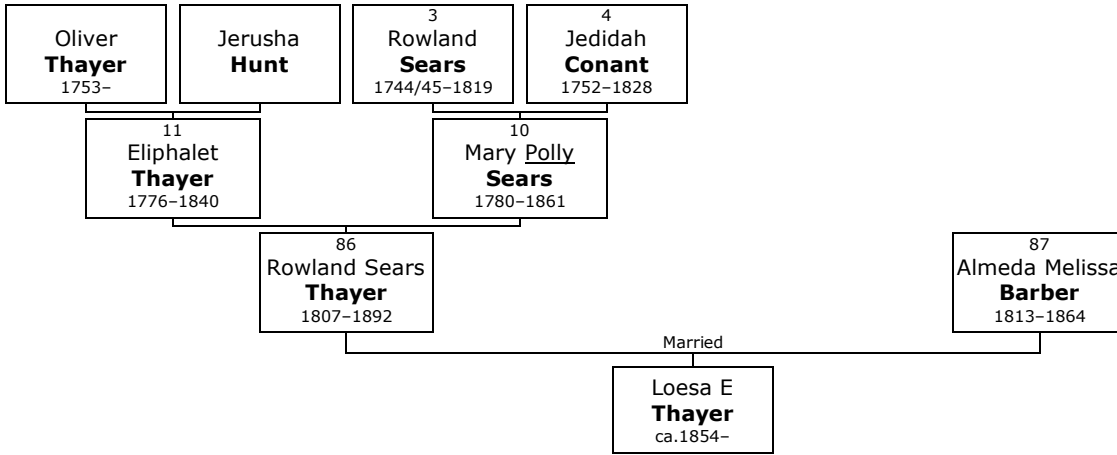 Oliver
Thayer
1753–
Jerusha
Hunt
3
Rowland
Sears
1744/45–1819
4
Jedidah
Conant
1752–1828
11
Eliphalet
Thayer
1776–1840
10
Mary Polly
Sears
1780–1861
86
Rowland Sears
Thayer
1807–1892
87
Almeda Melissa
Barber
1813–1864
Married
Loesa E
Thayer
ca.1854–